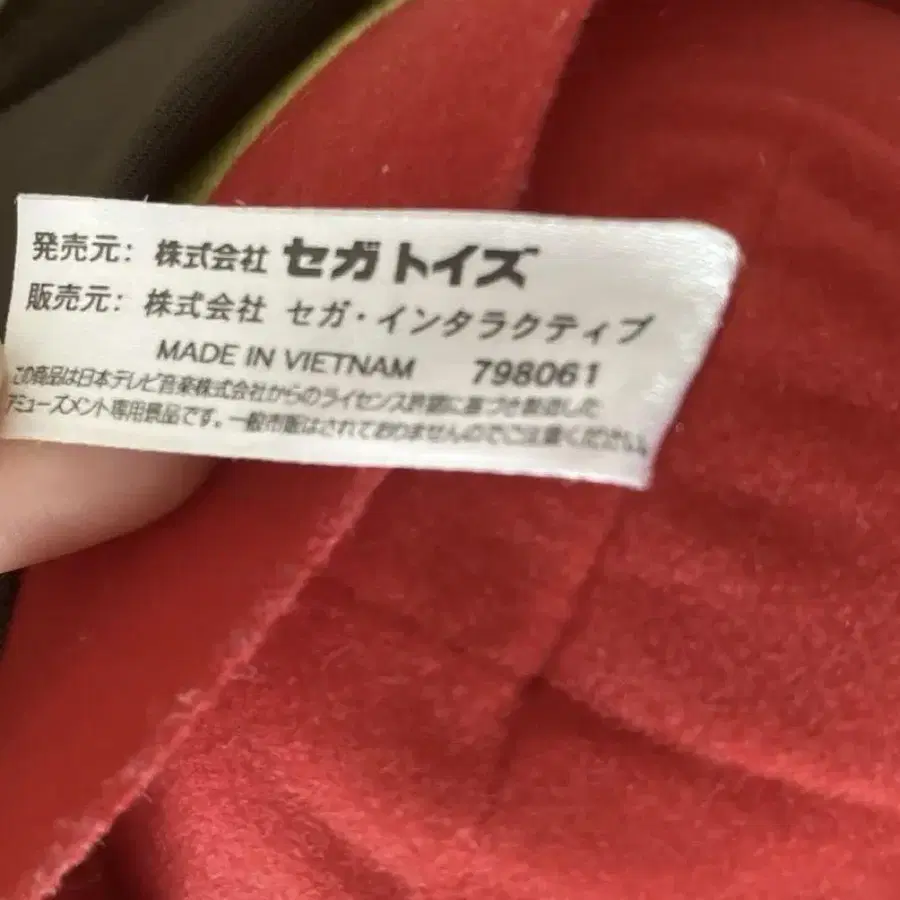 発売元: 株式会社 セガトイズ
販売元: 株式会社 セガ・インタラクティブ
MADE IN VIETNAM 798061
この商品は日本テレビ音楽株式会社からのライセンス許諾に基づき製造した
アミューズメント専用景品です。一般市販はされておりませんのでご注意ください。